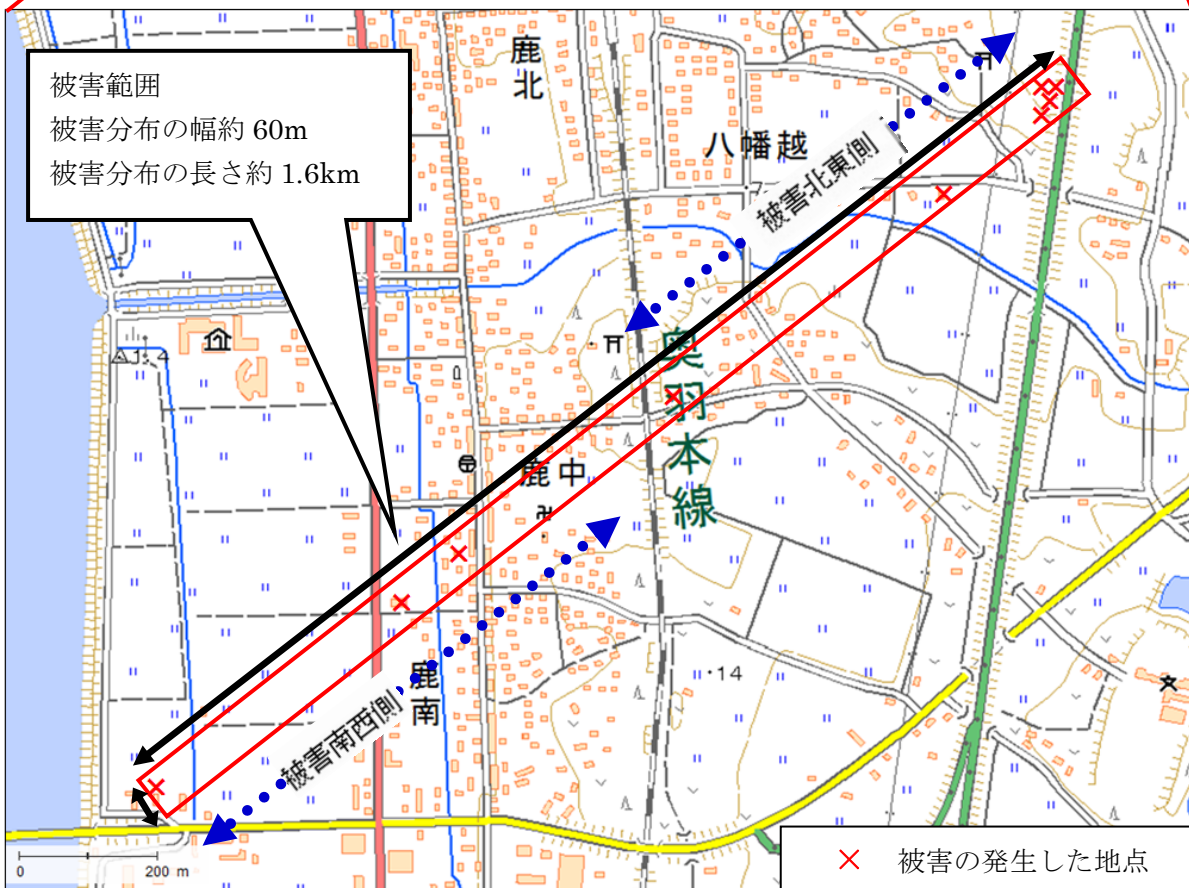 被害範囲
被害分布の幅約 60m
被害分布の長さ約 1.6km
鹿北
八幡越
被害北東側
奥羽本線
1.4
鹿中
鹿南
被害南西側
14
0
200 m
× 被害の発生した地点